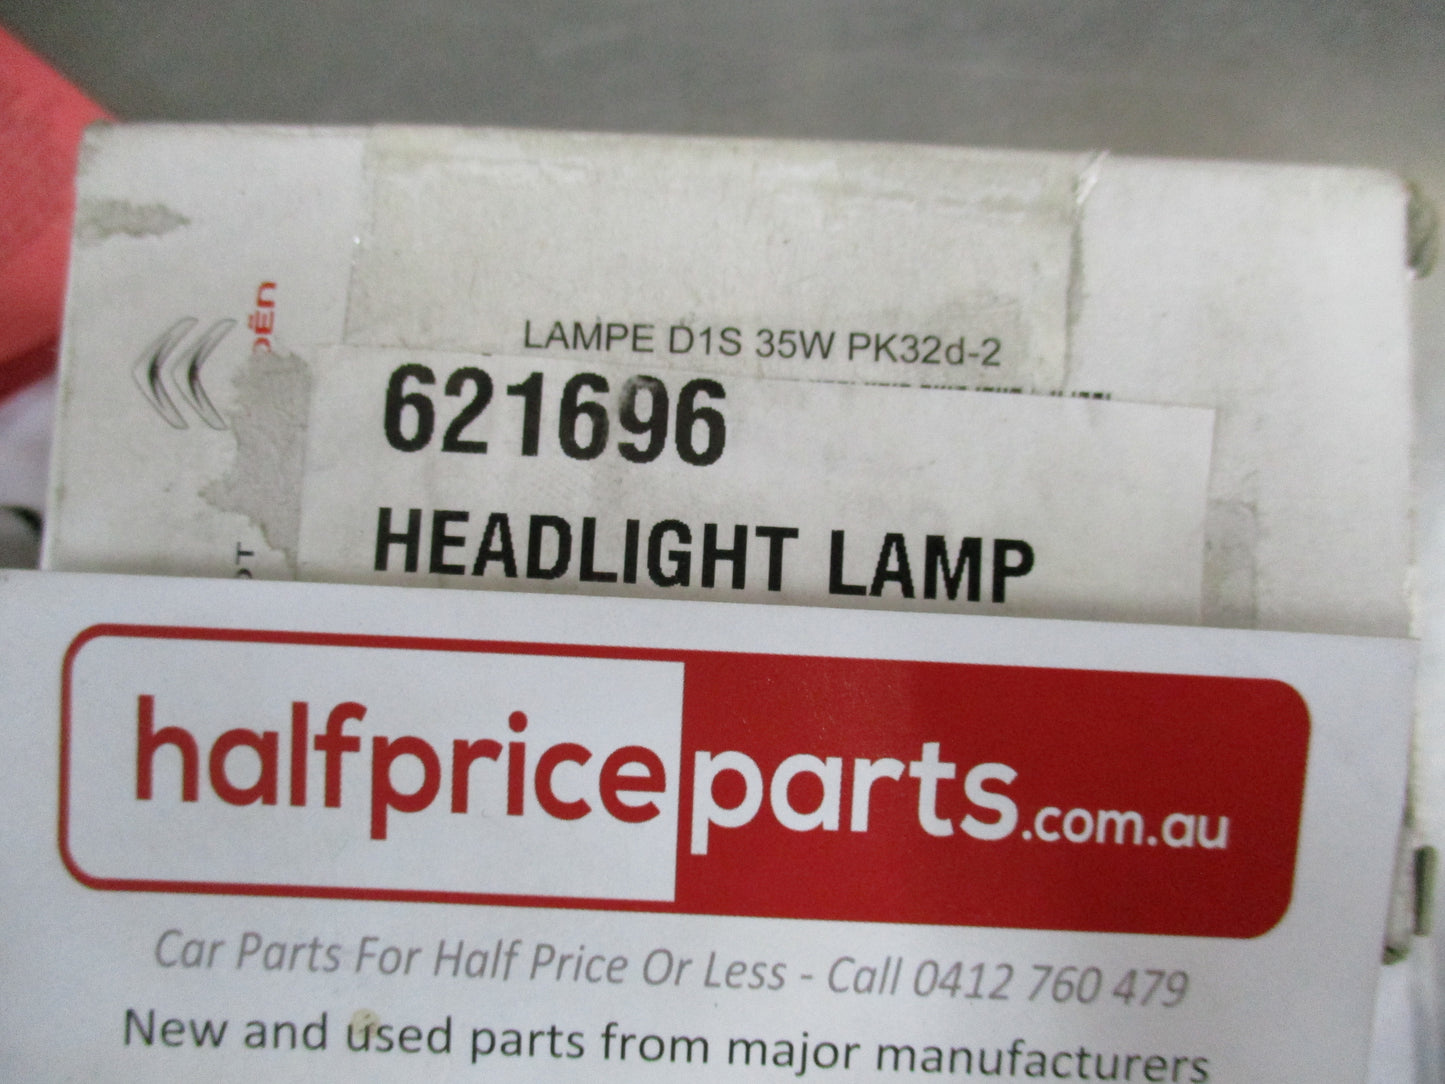 LAMPE D1S 35W PK32d-2
621696
HEADLIGHT LAMP
halfpriceparts.com.au
Car Parts For Half Price Or Less - Call 0412 760 479
New and used parts from major manufacturers